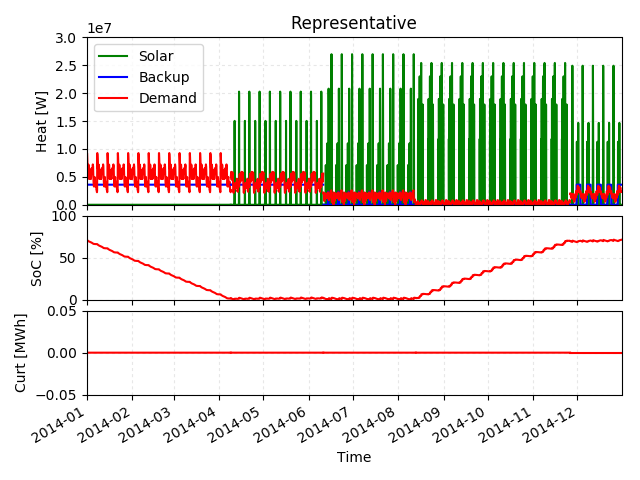 Representative
1e7
Heat [W]
3.0
2.5
2.0
1.5
1.0
0.5
0.0
Solar
Backup
Demand
SoC [%]
100
50
0
Curt [MWh]
0.05
0.00
−0.05
2014-01
2014-02
2014-03
2014-04
2014-05
2014-06
2014-07
2014-08
2014-09
2014-10
2014-11
2014-12
Time